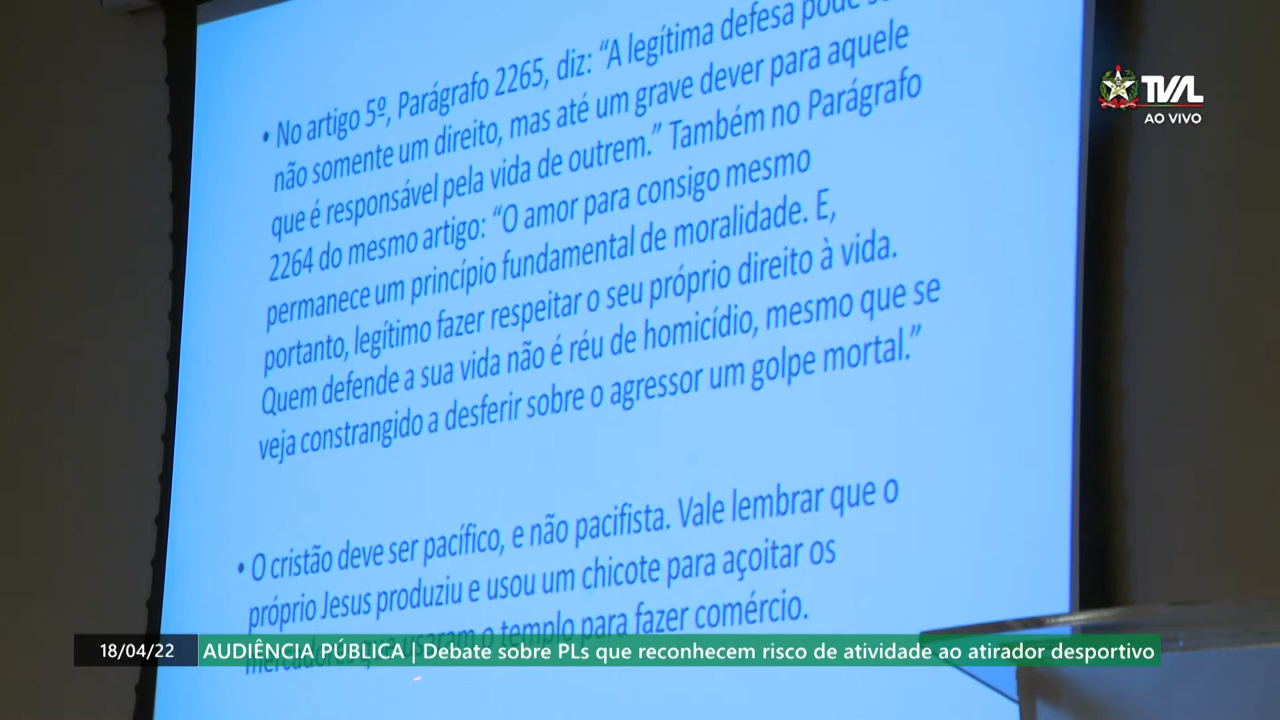 • No artigo 5º, Parágrafo 2265, diz: “A legítima defesa pode
não somente um direito, mas até um grave dever para aquele
que é responsável pela vida de outrem.” Também no Parágrafo
2264 do mesmo artigo: “O amor para consigo mesmo
permanece um princípio fundamental de moralidade. E,
portanto, legítimo fazer respeitar o seu próprio direito à vida.
Quem defende a sua vida não é réu de homicídio, mesmo que se
veja constrangido a desferir sobre o agressor um golpe mortal.”
• O cristão deve ser pacífico, e não pacifista. Vale lembrar que o
próprio Jesus produziu e usou um chicote para açoitar os
mercadores que usaram o templo para fazer comércio.
TVAL
AO VIVO
18/04/22 AUDIÊNCIA PÚBLICA | Debate sobre PLs que reconhecem risco de atividade ao atirador desportivo